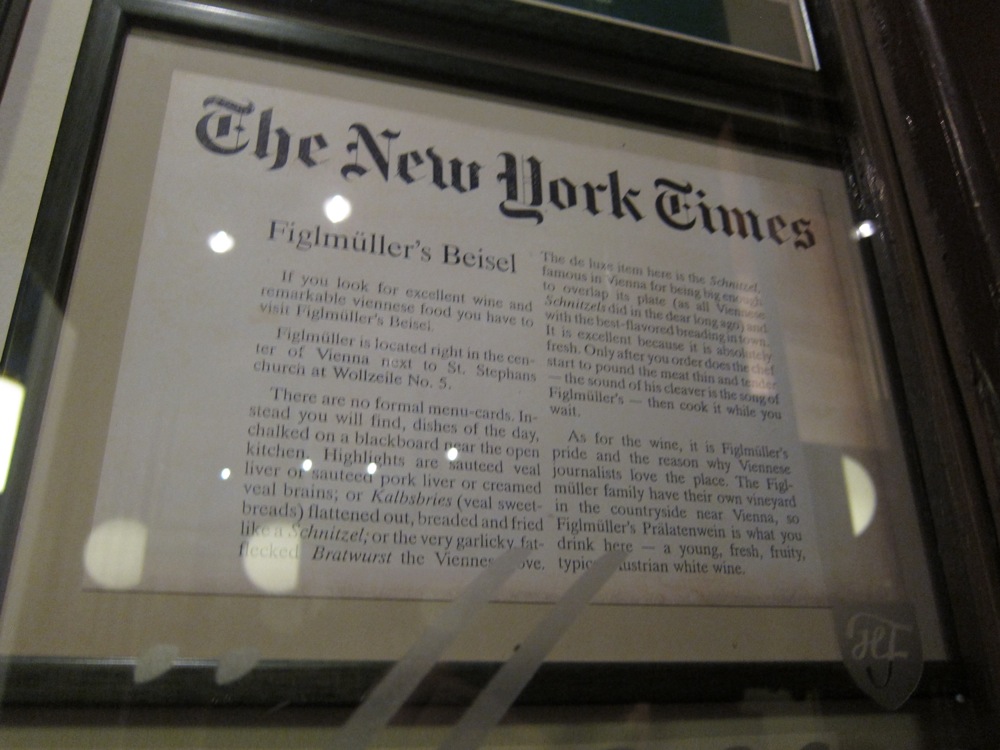 The New York Times
Figlmüller's Beisel
If you look for excellent wine and
remarkable viennese food you have to
visit Figlmüller's Beisel.
Figlmüller is located right in the cen-
ter of Vienna next to St. Stephans
church at Wollzeile No. 5.
There are no formal menu-cards. In-
stead you will find, dishes of the day,
chalked on a blackboard near the open
kitchen. Highlights are sauteed veal
liver or sauteed pork liver or creamed
veal brains; or Kalbsbries (veal sweet-
breads) flattened out, breaded and fried
like a Schnitzel; or the very garlicky, fat-
flecked Bratwurst the Viennese love.
The de luxe item here is the Schnitzel,
famous in Vienna for being big enough
to overlap its plate (as all Viennese
Schnitzels did in the dear long ago) and
with the best-flavored breading in town.
It is excellent because it is absolutely
fresh. Only after you order does the chef
start to pound the meat thin and tender
— the sound of his cleaver is the song of
Figlmüller's — then cook it while you
wait.
As for the wine, it is Figlmüller's
pride and the reason why Viennese
journalists love the place. The Figl-
müller family have their own vineyard
in the countryside near Vienna, so
Figlmüller's Prälatenwein is what you
drink here — a young, fresh, fruity,
typical Austrian white wine.